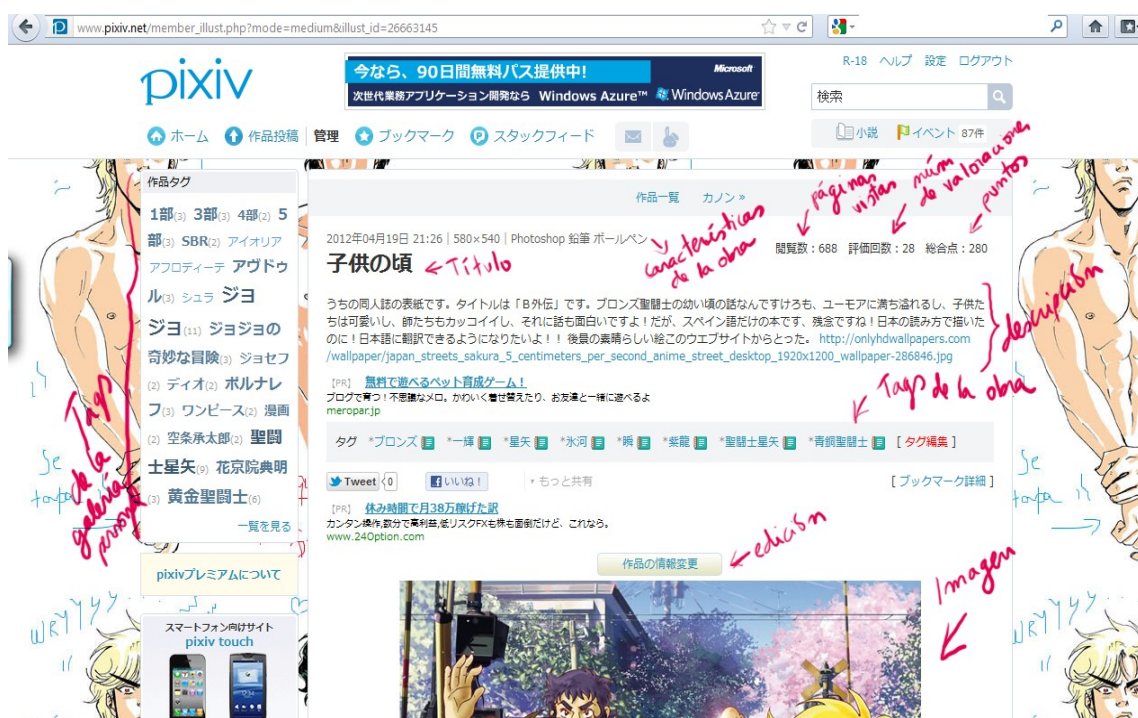 www.pixiv.net/member_illust.php?mode=medium&illust_id=26663145
pixiv
今なら、90日間無料パス提供中!
Microsoft
次世代業務アプリケーション開発なら Windows Azure™ Windows Azure
R-18 ヘルプ 設定 ログアウト
検索
ホーム 作品投稿 管理 ブックマーク スタックフィード
小説 イベント 87件
作品タグ
1部(3) 3部(3) 4部(2) 5
部(3) SBR(2) アイオリア
アフロディーテ アヴドゥ
ル(3) シュラ ジョ
ジョ(11) ジョジョの
奇妙な冒険(3) ジョセフ
(2) ディオ(2) ポルナレ
フ(3) ワンピース(2) 漫画
(2) 空条承太郎(2) 聖闘
士星矢(9) 花京院典明
(3) 黄金聖闘士(6)
一覧を見る
Tags
de la
galería
propia
pixivプレミアムについて
スマートフォン向けサイト
pixiv touch
作品一覧 カノン »
páginas
vistas
núm
de valoraciones
puntos
2012年04月19日 21:26 | 580×540 | Photoshop 鉛筆 ボールペン
características
de la obra
閲覧数:688 評価回数:28 総合点:280
子供の頃
Título
うちの同人誌の表紙です。タイトルは「B外伝」です。ブロンズ聖闘士の幼い頃の話なんですけろも、ユーモアに満ち溢れるし、子供た
ちは可愛いし、師たちもカッコイイし、それに話も面白いですよ!だが、スペイン語だけの本です、残念ですね!日本の読み方で描いた
のに!日本語に翻訳できるようになりたいよ!! 後景の素晴らしい絵このウエブサイトからとった。 http://onlyhdwallpapers.com
/wallpaper/japan_streets_sakura_5_centimeters_per_second_anime_street_desktop_1920x1200_wallpaper-286846.jpg
descripción
[PR] 無料で遊べるペット育成ゲーム!
ブログで育つ!不思議なメロ。かわいく着せ替えたり、お友達と一緒に遊べるよ
meropar.jp
Tags de la obra
タグ *ブロンズ *一輝 *星矢 *氷河 *瞬 *紫龍 *聖闘士星矢 *青銅聖闘士 [ タグ編集 ]
Tweet 0 いいね! もっと共有
[ ブックマーク詳細 ]
[PR] 休み時間で月38万稼げた訳
カンタン操作,数分で高利益,低リスクFXも株も面倒だけど、これなら。
www.24Option.com
作品の情報変更
edición
Imagen
Se
toupa
WRYYYY...
Se
toupa
WRYYYY...